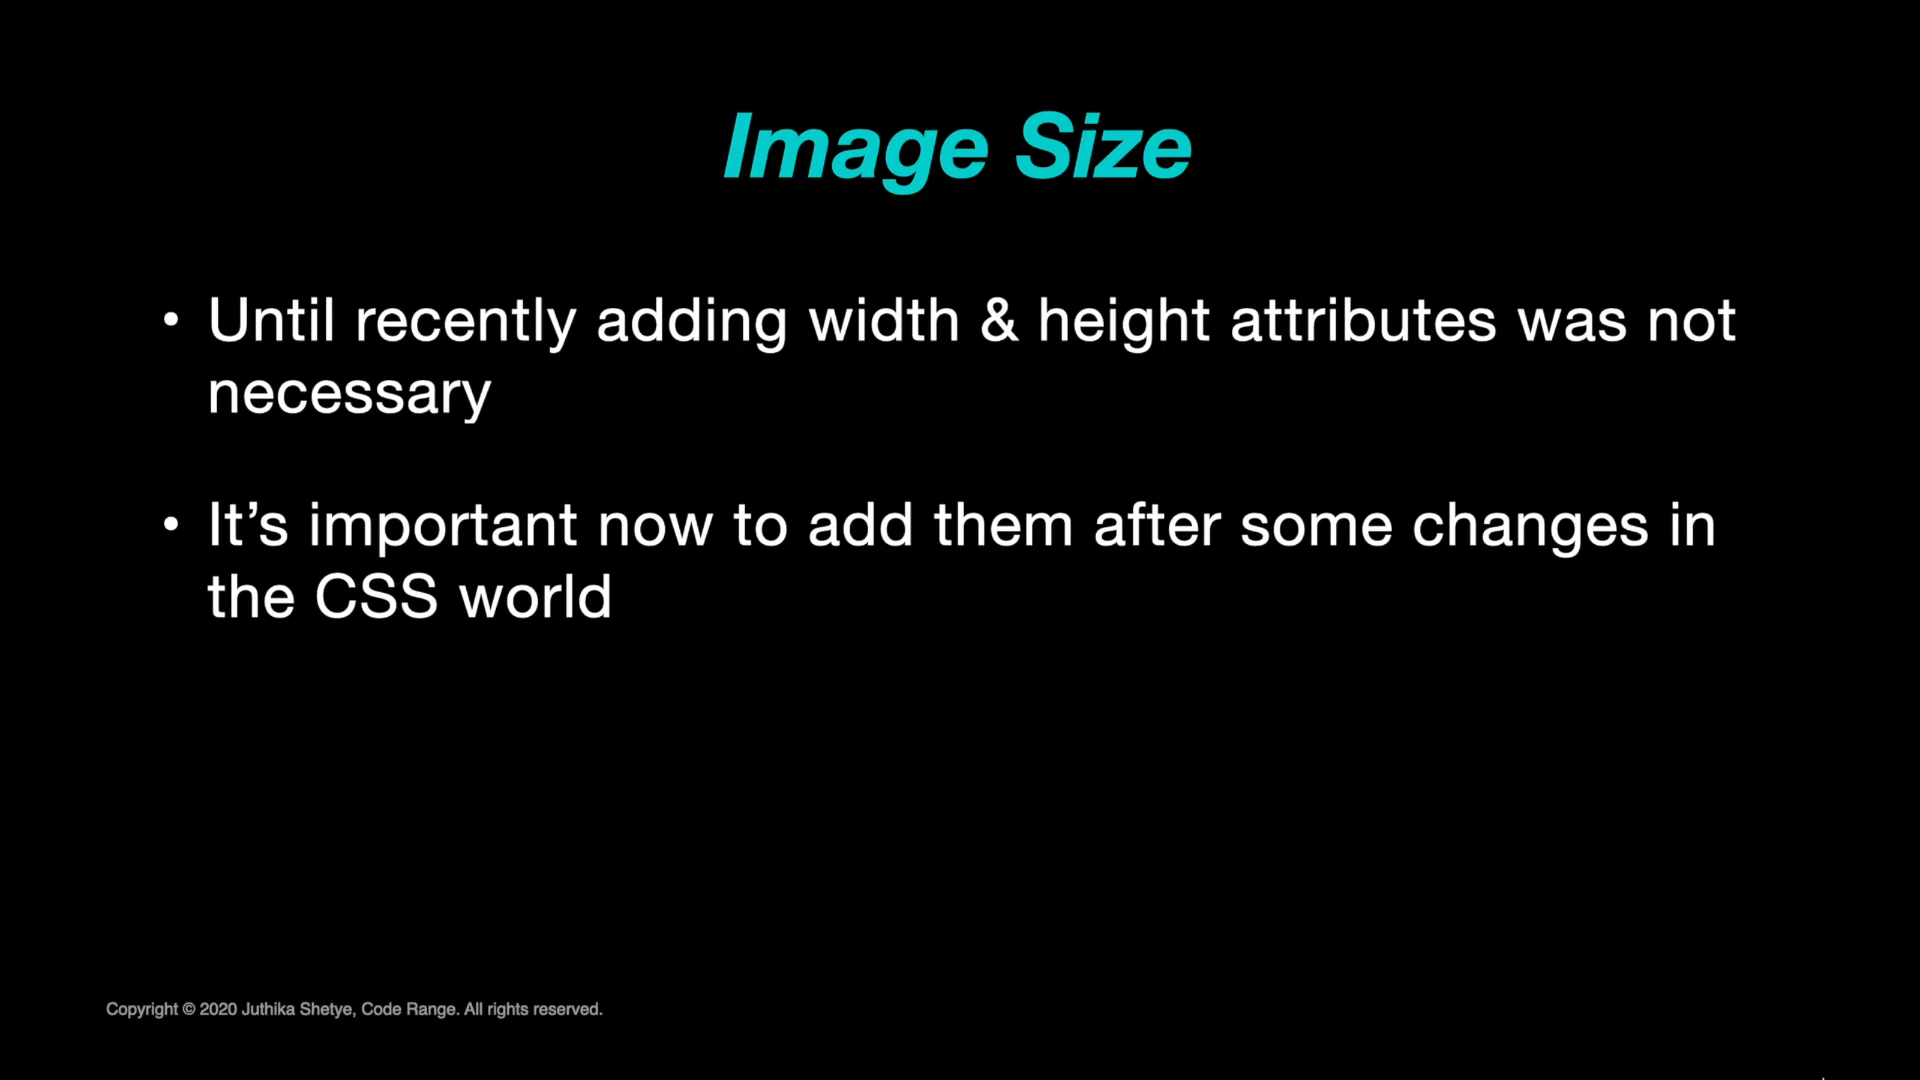 Image Size
• Until recently adding width & height attributes was not
necessary
• It’s important now to add them after some changes in
the CSS world
Copyright © 2020 Juthika Shetye, Code Range. All rights reserved.